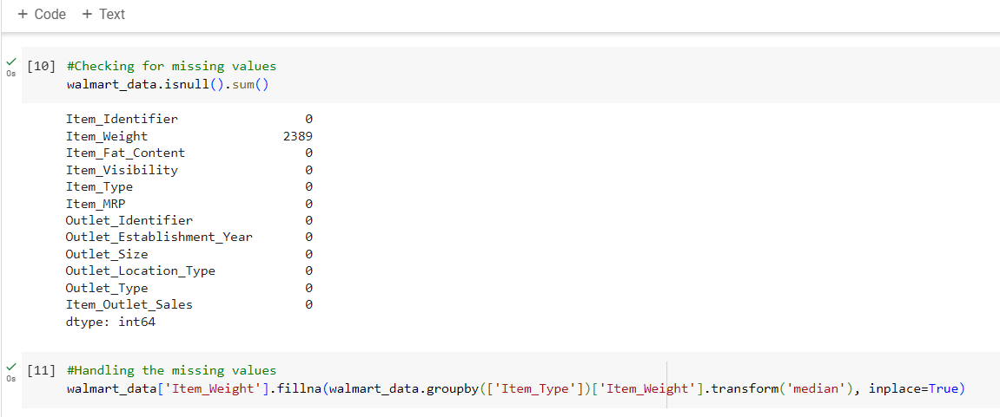 + Code + Text
[10] #Checking for missing values
walmart_data.isnull().sum()
0s
Item_Identifier 0
Item_Weight 2389
Item_Fat_Content 0
Item_Visibility 0
Item_Type 0
Item_MRP 0
Outlet_Identifier 0
Outlet_Establishment_Year 0
Outlet_Size 0
Outlet_Location_Type 0
Outlet_Type 0
Item_Outlet_Sales 0
dtype: int64
[11] #Handling the missing values
0s
walmart_data['Item_Weight'].fillna(walmart_data.groupby(['Item_Type'])['Item_Weight'].transform('median'), inplace=True)